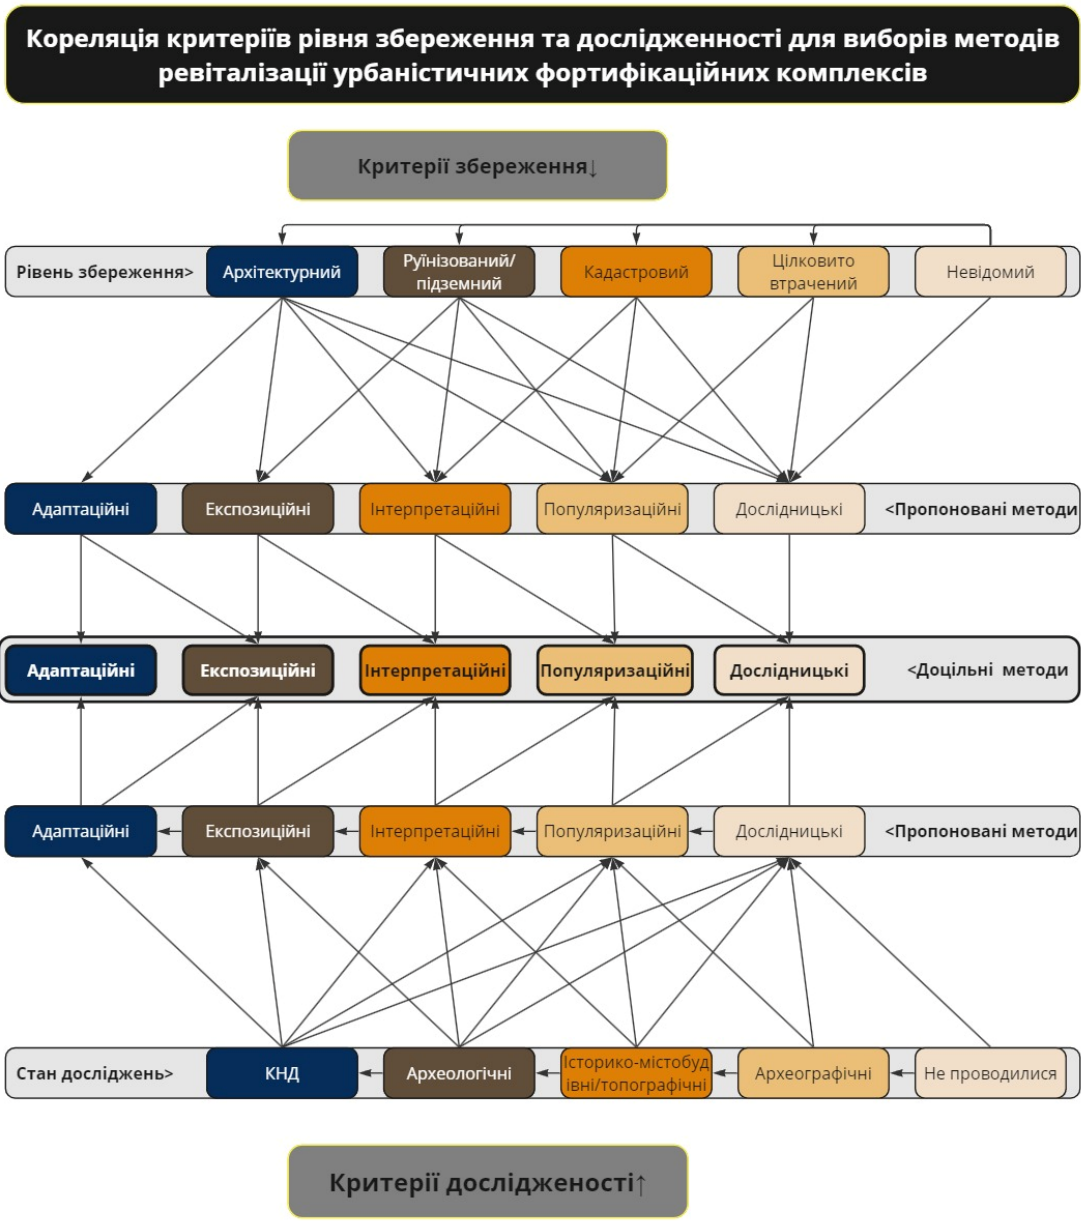 Кореляція критеріїв рівня збереження та дослідженності для виборів методів
ревіталізації урбаністичних фортифікаційних комплексів
Критерії збереження↓
Рівень збереження>
Архітектурний
Руїнізований/
підземний
Кадастровий
Цілковито
втрачений
Невідомий
Адаптаційні
Експозиційні
Інтерпретаційні
Популяризаційні
Дослідницькі
<Пропоновані методи
Адаптаційні
Експозиційні
Інтерпретаційні
Популяризаційні
Дослідницькі
<Доцільні методи
Адаптаційні
Експозиційні
Інтерпретаційні
Популяризаційні
Дослідницькі
<Пропоновані методи
Стан досліджень>
КНД
Археологічні
Історико-містобуд
івні/топографічні
Археографічні
Не проводилися
Критерії дослідженості↑